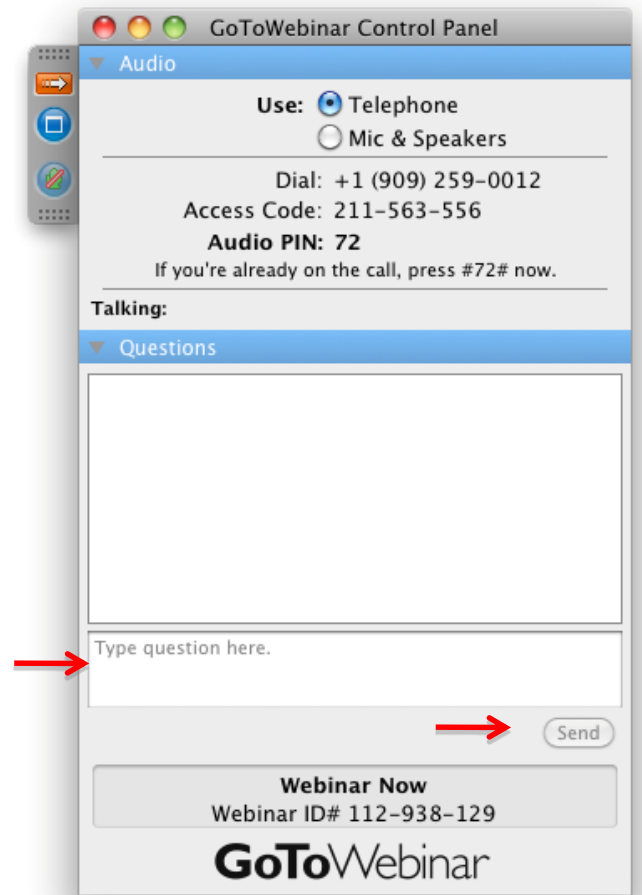 GoToWebinar Control Panel
Audio
Use: Telephone
Mic & Speakers
Dial: +1 (909) 259-0012
Access Code: 211-563-556
Audio PIN: 72
If you're already on the call, press #72# now.
Talking:
Questions
Type question here.
Send
Webinar Now
Webinar ID# 112-938-129
GoToWebinar